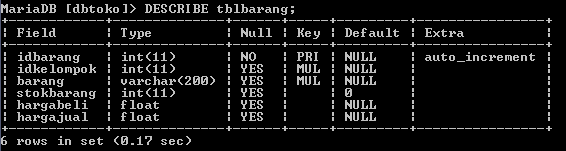 MariaDB [dbtoko]> DESCRIBE tblbarang;
+------------+--------------+------+-----+---------+----------------+
| Field      | Type         | Null | Key | Default | Extra          |
+------------+--------------+------+-----+---------+----------------+
| idbarang   | int(11)      | NO   | PRI | NULL    | auto_increment |
| idkelompok | int(11)      | YES  | MUL | NULL    |                |
| barang     | varchar(200) | YES  | MUL | NULL    |                |
| stokbarang | int(11)      | YES  |     | 0       |                |
| hargabeli  | float        | YES  |     | NULL    |                |
| hargajual  | float        | YES  |     | NULL    |                |
+------------+--------------+------+-----+---------+----------------+
6 rows in set (0.17 sec)